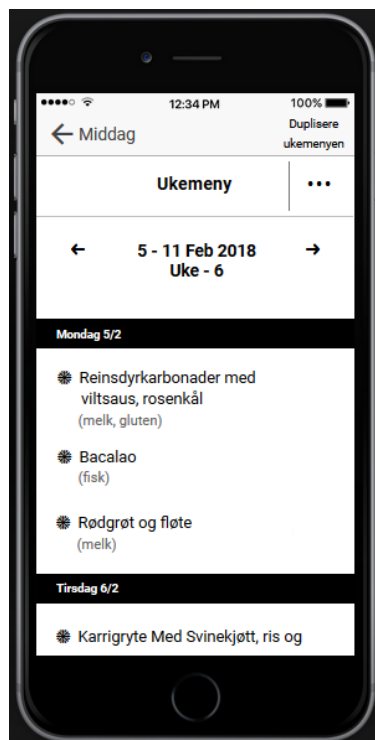 12:34 PM
100%
← Middag
Duplisere
ukemenyen
Ukemeny
•••
← 5 - 11 Feb 2018 →
Uke - 6
Mondag 5/2
Reinsdyrkarbonader med
viltsaus, rosenkål
(melk, gluten)
Bacalao
(fisk)
Rødgrøt og fløte
(melk)
Tirsdag 6/2
Karrigryte Med Svinekjøtt, ris og